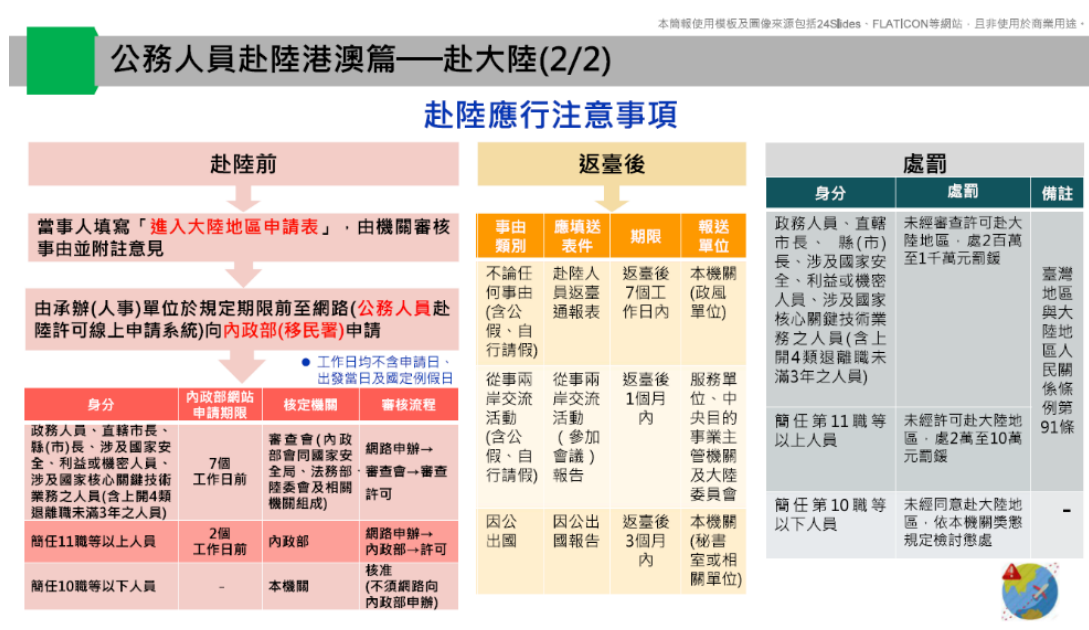 本簡報使用模板及圖像來源包括24Slides、FLATICON等網站，且非使用於商業用途。
公務人員赴陸港澳篇──赴大陸(2/2)
赴陸應行注意事項
赴陸前
當事人填寫「進入大陸地區申請表」，由機關審核
事由並附註意見
由承辦(人事)單位於規定期限前至網路(公務人員赴
陸許可線上申請系統)向內政部(移民署)申請
● 工作日均不含申請日、
出發當日及國定例假日
身分
內政部網站
申請期限
核定機關
審核流程
政務人員、直轄市長、
縣(市)長、涉及國家安
全、利益或機密人員、
涉及國家核心關鍵技術
業務之人員(含上開4類
退離職未滿3年之人員)
7個
工作日前
審查會(內政
部會同國家安
全局、法務部、
陸委會及相關
機關組成)
網路申辦→
審查會→審查
許可
簡任11職等以上人員
2個
工作日前
內政部
網路申辦→
內政部→許可
簡任10職等以下人員
-
本機關
核准
(不須網路向
內政部申辦)
返臺後
事由
類別
應填送
表件
期限
報送
單位
不論任
何事由
(含公
假、自
行請假)
赴陸人
員返臺
通報表
返臺後
7個工
作日內
本機關
(政風
單位)
從事兩
岸交流
活動
(含公
假、自
行請假)
從事兩
岸交流
活動
(參加
會議)
報告
返臺後
1個月
內
服務單
位、中
央目的
事業主
管機關
及大陸
委員會
因公
出國
因公出
國報告
返臺後
3個月
內
本機關
(秘書
室或相
關單位)
處罰
身分
處罰
備註
政務人員、直轄
市長、縣(市)
長、涉及國家安
全、利益或機密
人員、涉及國家
核心關鍵技術業
務之人員(含上
開4類退離職未
滿3年之人員)
未經審查許可赴大
陸地區，處2百萬
至1千萬元罰鍰
臺灣
地區
與大
陸地
區人
民關
係條
例第
91條
簡任第11職等
以上人員
未經許可赴大陸地
區，處2萬至10萬
元罰鍰
簡任第10職等
以下人員
未經同意赴大陸地
區，依本機關獎懲
規定檢討懲處
-